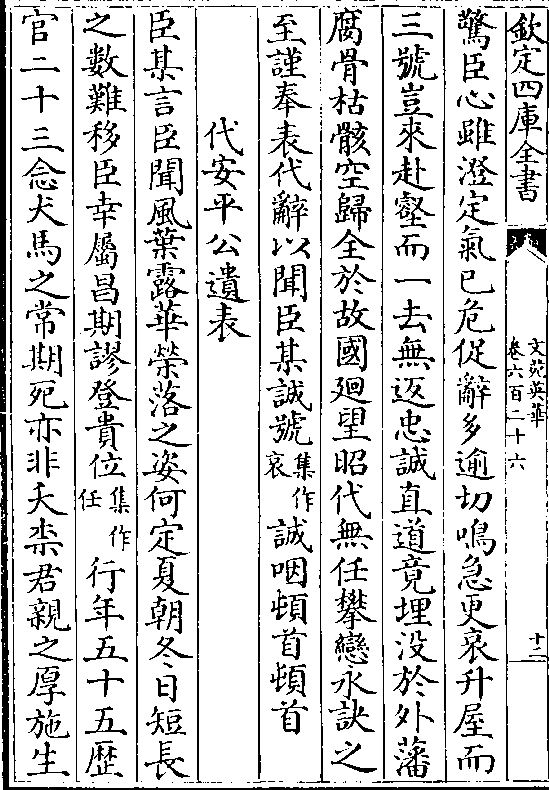 欽定四庫全書
文苑英華
卷六百二十六
十二
驚臣心雖澄定氣已危促辭多逾切鳴急更哀升屋而
三號豈來赴壑而一去無返忠誠直道竟埋没於外藩
腐骨枯骸空歸全於故國廻望昭代無任攀戀永訣之
至謹奉表代辭以聞臣某誠號集作哀誠咽頓首頓首
代安平公遺表
臣某言臣聞風葉露華榮落之姿何定夏朝冬日短長
之數難移臣幸屬昌期謬登貴位集作任行年五十五歴
官二十三念犬馬之常期死亦非夭柰君親之厚施生